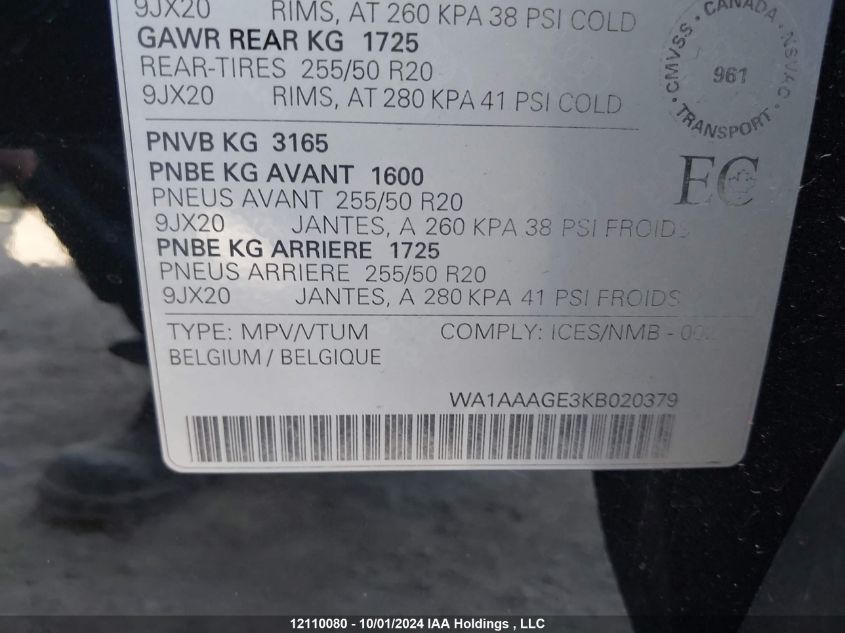 9JX20 RIMS, AT 260 KPA 38 PSI COLD
GAWR REAR KG 1725
REAR-TIRES 255/50 R20
9JX20 RIMS, AT 280 KPA 41 PSI COLD
CANADA · NSVAC · TRANSPORT · CMVSS ·
961
PNVB KG 3165
PNBE KG AVANT 1600
PNEUS AVANT 255/50 R20
9JX20 JANTES, A 260 KPA 38 PSI FROIDS
EC
PNBE KG ARRIERE 1725
PNEUS ARRIERE 255/50 R20
9JX20 JANTES, A 280 KPA 41 PSI FROIDS
TYPE: MPV/VTUM COMPLY: ICES/NMB - 002
BELGIUM / BELGIQUE
WA1AAAGE3KB020379
12110080 - 10/01/2024 IAA Holdings , LLC